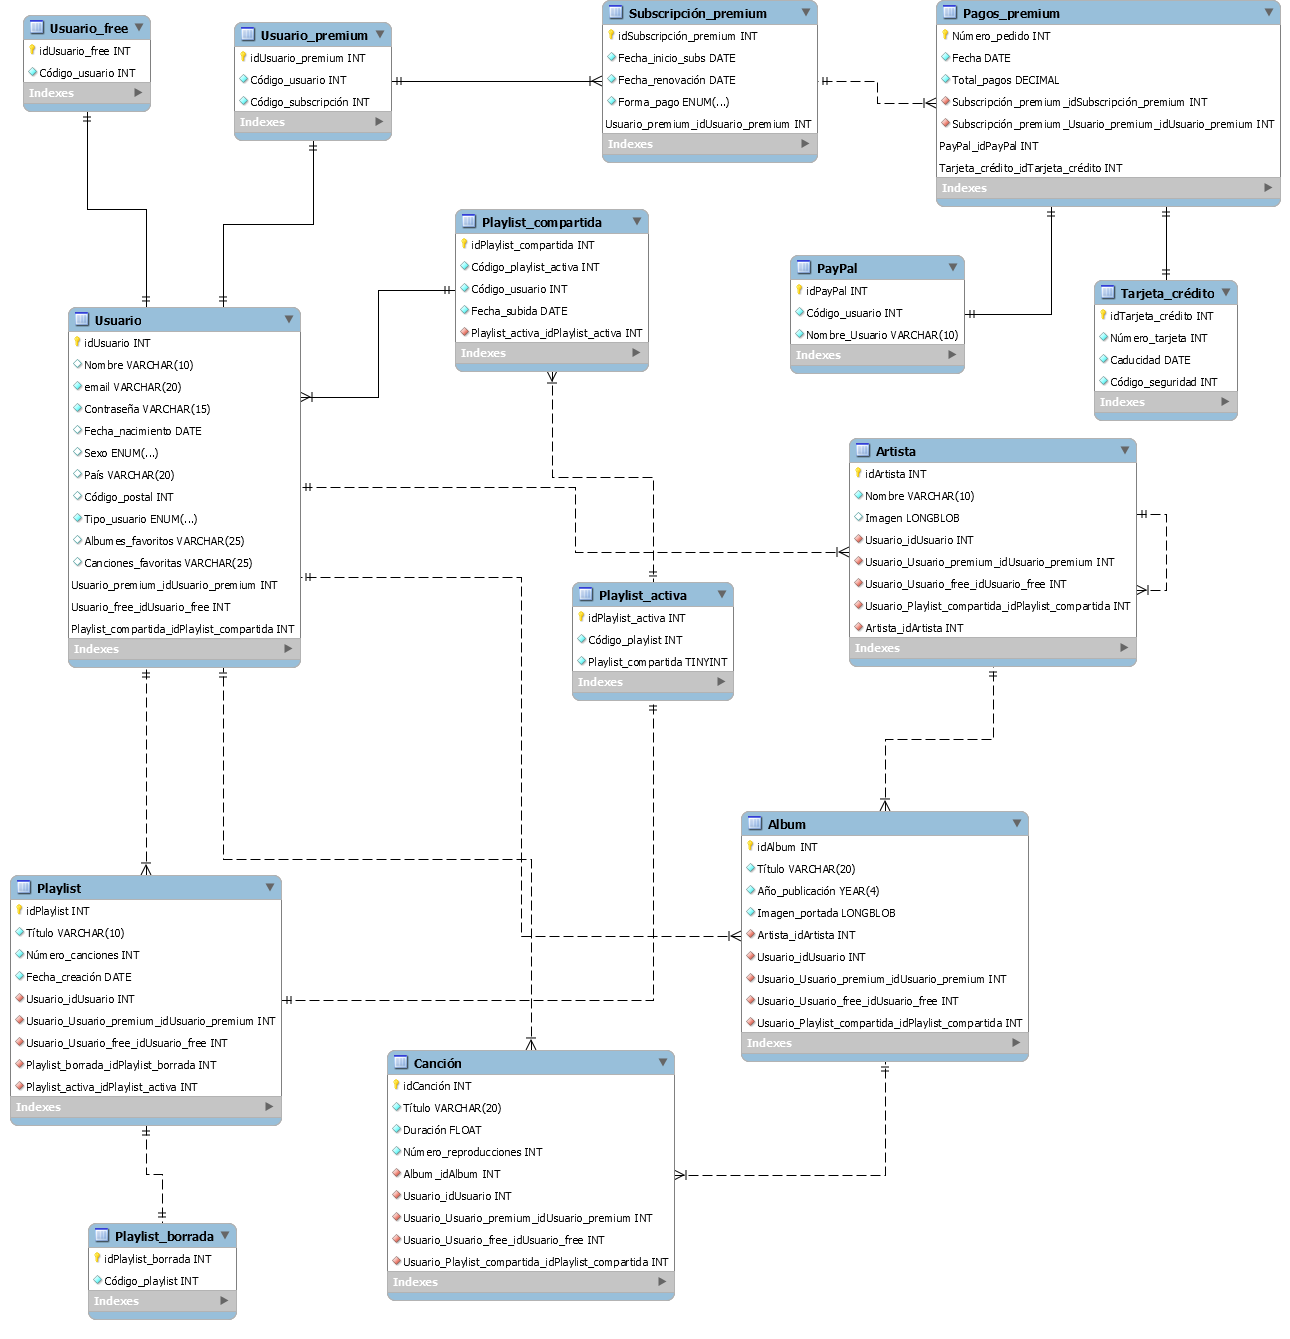 Usuario_free
idUsuario_free INT
Código_usuario INT
Indexes
Usuario_premium
idUsuario_premium INT
Código_usuario INT
Código_subscripción INT
Indexes
Subscripción_premium
idSubscripción_premium INT
Fecha_inicio_subs DATE
Fecha_renovación DATE
Forma_pago ENUM(...)
Usuario_premium_idUsuario_premium INT
Indexes
Pagos_premium
Número_pedido INT
Fecha DATE
Total_pagos DECIMAL
Subscripción_premium_idSubscripción_premium INT
Subscripción_premium_Usuario_premium_idUsuario_premium INT
PayPal_idPayPal INT
Tarjeta_crédito_idTarjeta_crédito INT
Indexes
Playlist_compartida
idPlaylist_compartida INT
Código_playlist_activa INT
Código_usuario INT
Fecha_subida DATE
Playlist_activa_idPlaylist_activa INT
Indexes
PayPal
idPayPal INT
Código_usuario INT
Nombre_Usuario VARCHAR(10)
Indexes
Tarjeta_crédito
idTarjeta_crédito INT
Número_tarjeta INT
Caducidad DATE
Código_seguridad INT
Indexes
Usuario
idUsuario INT
Nombre VARCHAR(10)
email VARCHAR(20)
Contraseña VARCHAR(15)
Fecha_nacimiento DATE
Sexo ENUM(...)
País VARCHAR(20)
Código_postal INT
Tipo_usuario ENUM(...)
Albumes_favoritos VARCHAR(25)
Canciones_favoritas VARCHAR(25)
Usuario_premium_idUsuario_premium INT
Usuario_free_idUsuario_free INT
Playlist_compartida_idPlaylist_compartida INT
Indexes
Artista
idArtista INT
Nombre VARCHAR(10)
Imagen LONGBLOB
Usuario_idUsuario INT
Usuario_Usuario_premium_idUsuario_premium INT
Usuario_Usuario_free_idUsuario_free INT
Usuario_Playlist_compartida_idPlaylist_compartida INT
Artista_idArtista INT
Indexes
Playlist_activa
idPlaylist_activa INT
Código_playlist INT
Playlist_compartida TINYINT
Indexes
Album
idAlbum INT
Título VARCHAR(20)
Año_publicación YEAR(4)
Imagen_portada LONGBLOB
Artista_idArtista INT
Usuario_idUsuario INT
Usuario_Usuario_premium_idUsuario_premium INT
Usuario_Usuario_free_idUsuario_free INT
Usuario_Playlist_compartida_idPlaylist_compartida INT
Indexes
Playlist
idPlaylist INT
Título VARCHAR(10)
Número_canciones INT
Fecha_creación DATE
Usuario_idUsuario INT
Usuario_Usuario_premium_idUsuario_premium INT
Usuario_Usuario_free_idUsuario_free INT
Playlist_borrada_idPlaylist_borrada INT
Playlist_activa_idPlaylist_activa INT
Indexes
Canción
idCanción INT
Título VARCHAR(20)
Duración FLOAT
Número_reproducciones INT
Album_idAlbum INT
Usuario_idUsuario INT
Usuario_Usuario_premium_idUsuario_premium INT
Usuario_Usuario_free_idUsuario_free INT
Usuario_Playlist_compartida_idPlaylist_compartida INT
Indexes
Playlist_borrada
idPlaylist_borrada INT
Código_playlist INT
Indexes